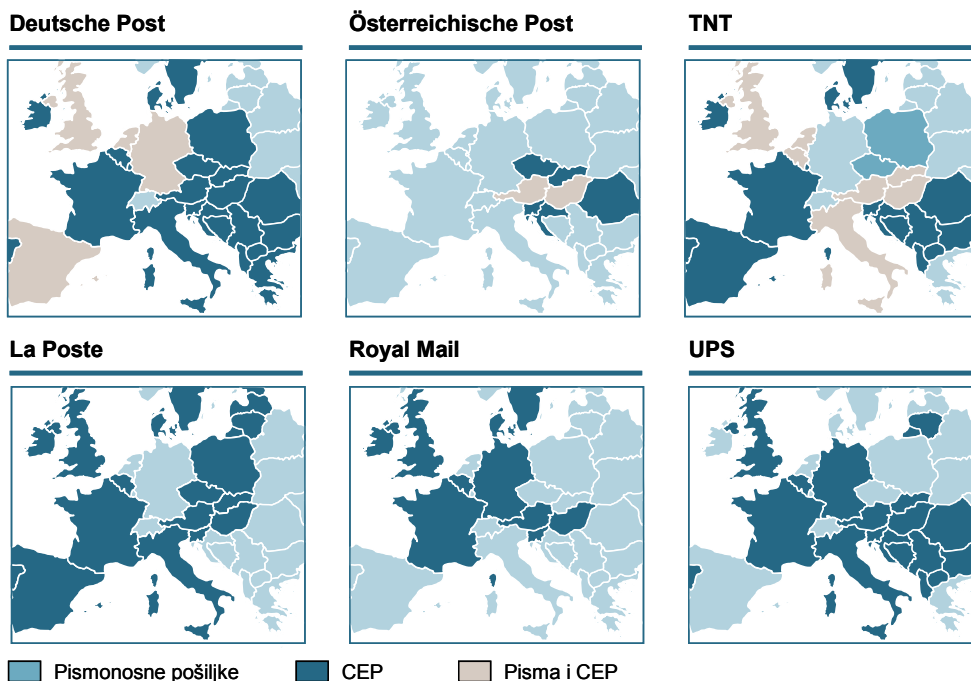 Deutsche Post
Österreichische Post
TNT
La Poste
Royal Mail
UPS
Pismonosne pošiljke
CEP
Pisma i CEP